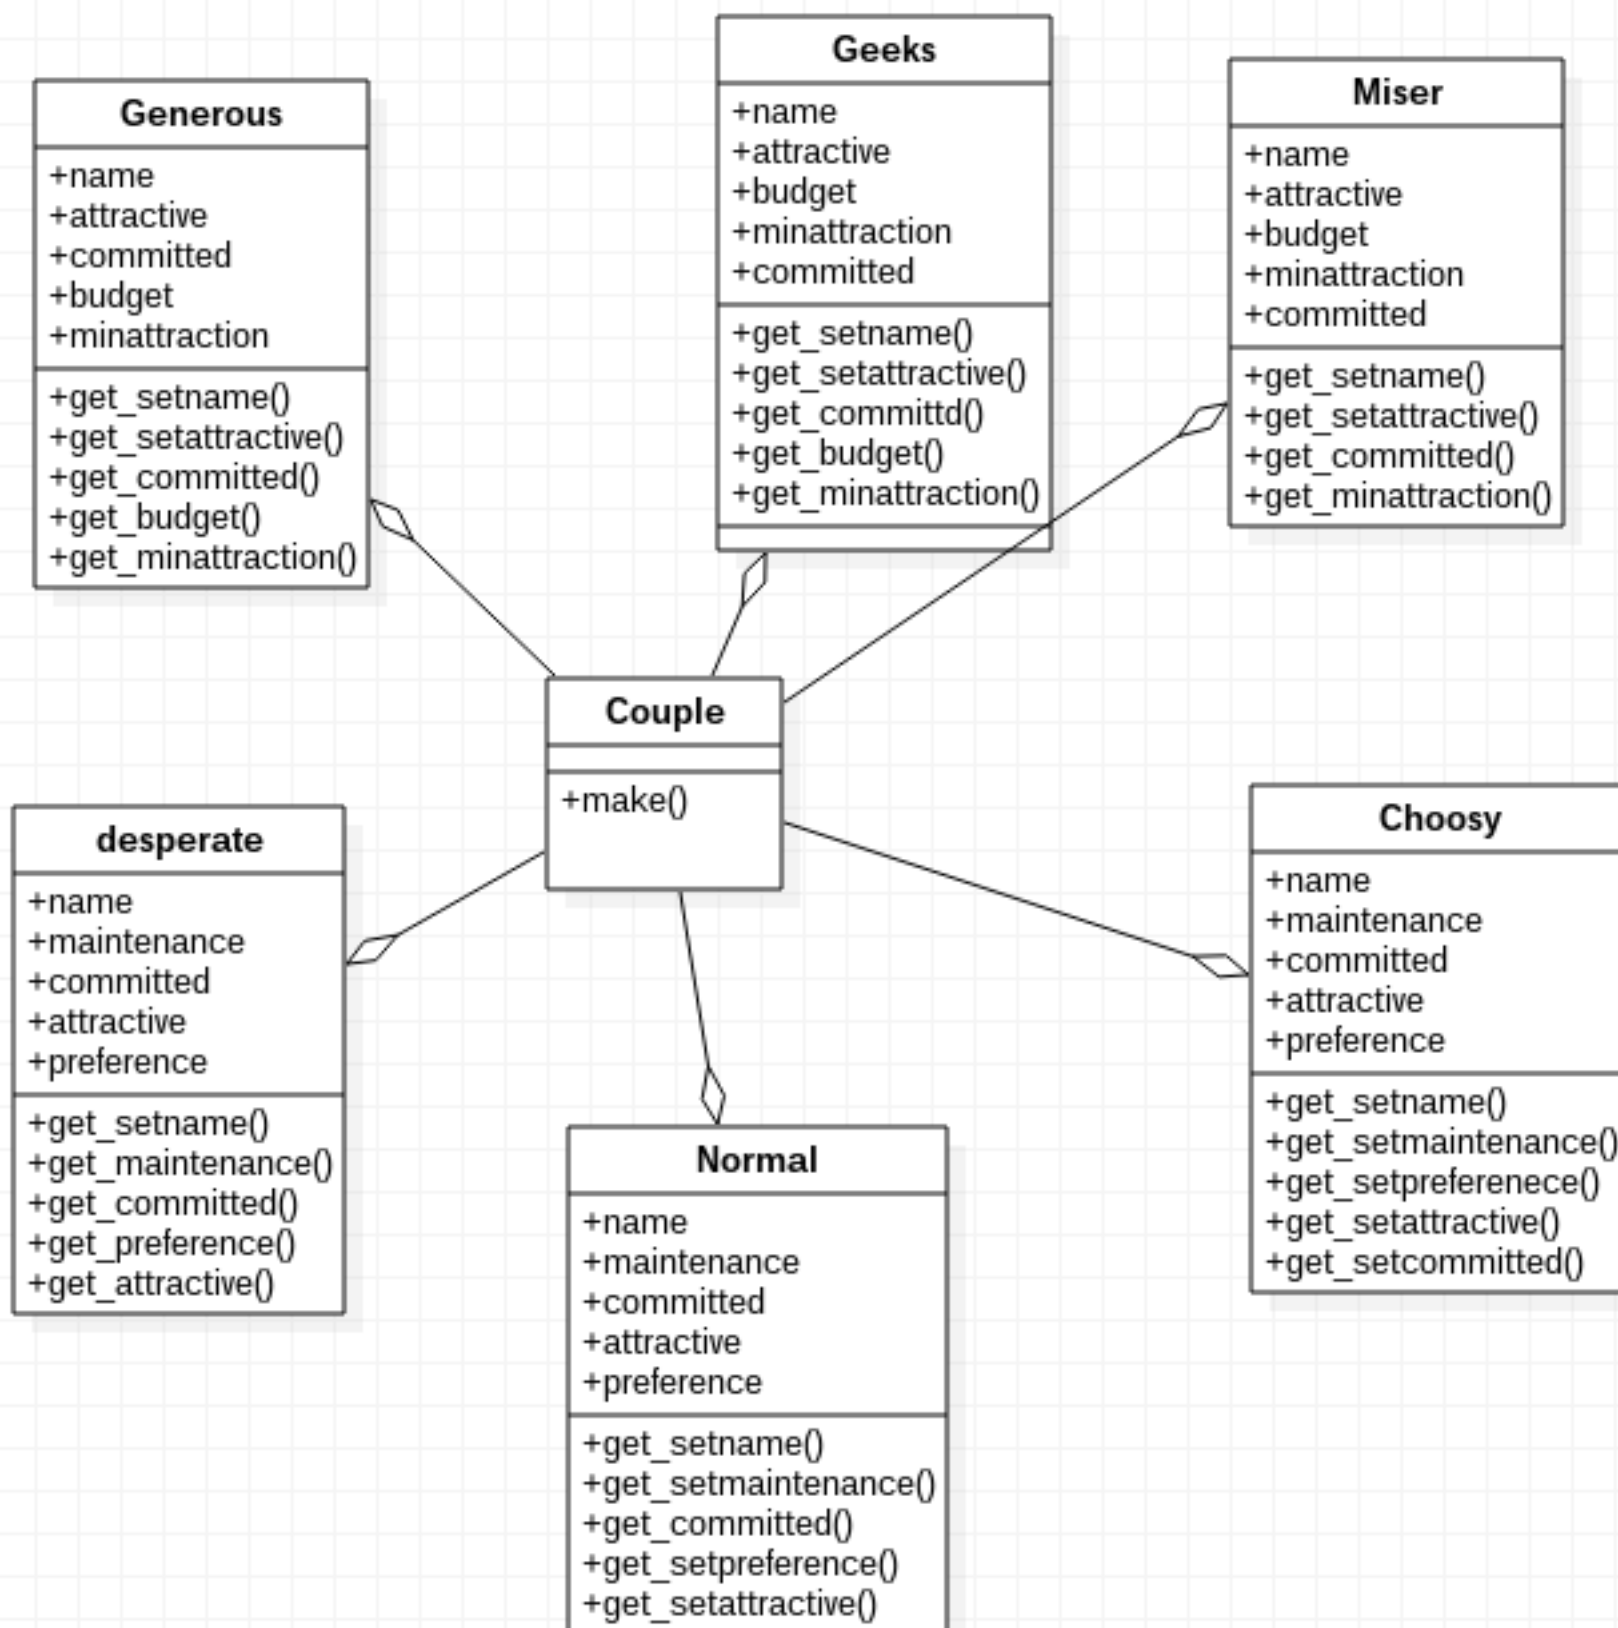 Generous
+name
+attractive
+committed
+budget
+minattraction
+get_setname()
+get_setattractive()
+get_committed()
+get_budget()
+get_minattraction()
Geeks
+name
+attractive
+budget
+minattraction
+committed
+get_setname()
+get_setattractive()
+get_committd()
+get_budget()
+get_minattraction()
Miser
+name
+attractive
+budget
+minattraction
+committed
+get_setname()
+get_setattractive()
+get_committed()
+get_minattraction()
Couple
+make()
desperate
+name
+maintenance
+committed
+attractive
+preference
+get_setname()
+get_maintenance()
+get_committed()
+get_preference()
+get_attractive()
Normal
+name
+maintenance
+committed
+attractive
+preference
+get_setname()
+get_setmaintenance()
+get_committed()
+get_setpreference()
+get_setattractive()
Choosy
+name
+maintenance
+committed
+attractive
+preference
+get_setname()
+get_setmaintenance()
+get_setpreferenece()
+get_setattractive()
+get_setcommitted()